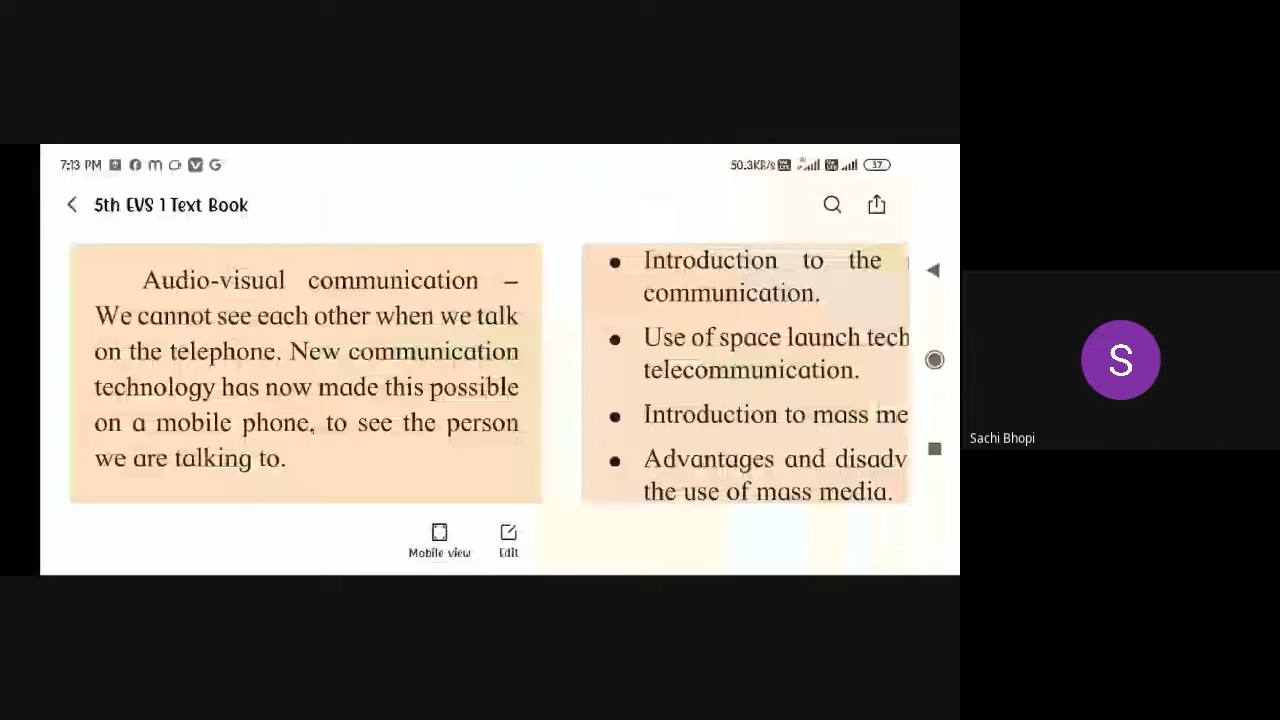 7:13 PM
50.3KB/s
37
5th EVS 1 Text Book
Audio-visual communication –
We cannot see each other when we talk
on the telephone. New communication
technology has now made this possible
on a mobile phone, to see the person
we are talking to.
• Introduction to the
communication.
• Use of space launch tech
telecommunication.
• Introduction to mass me
• Advantages and disadv
the use of mass media.
Mobile view
Edit
S
Sachi Bhopi